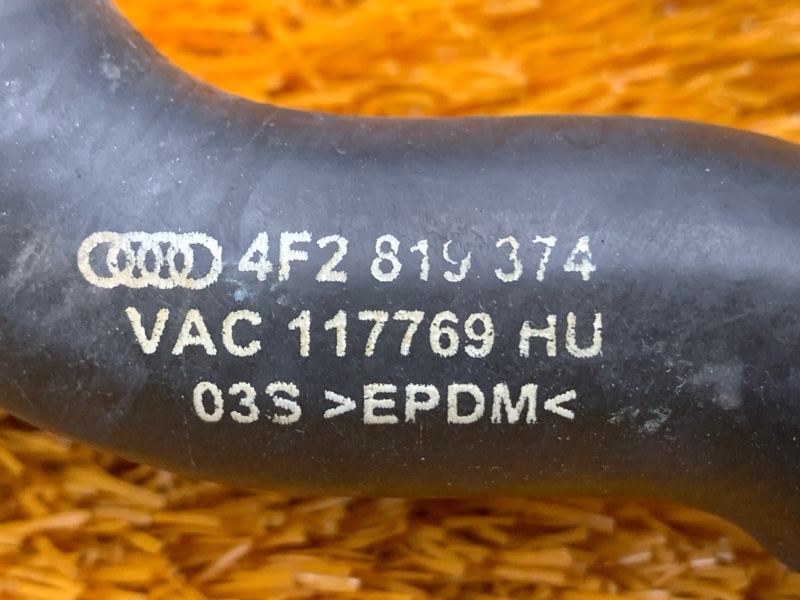 4F2 819 374
VAC 117769 HU
03S >EPDM<